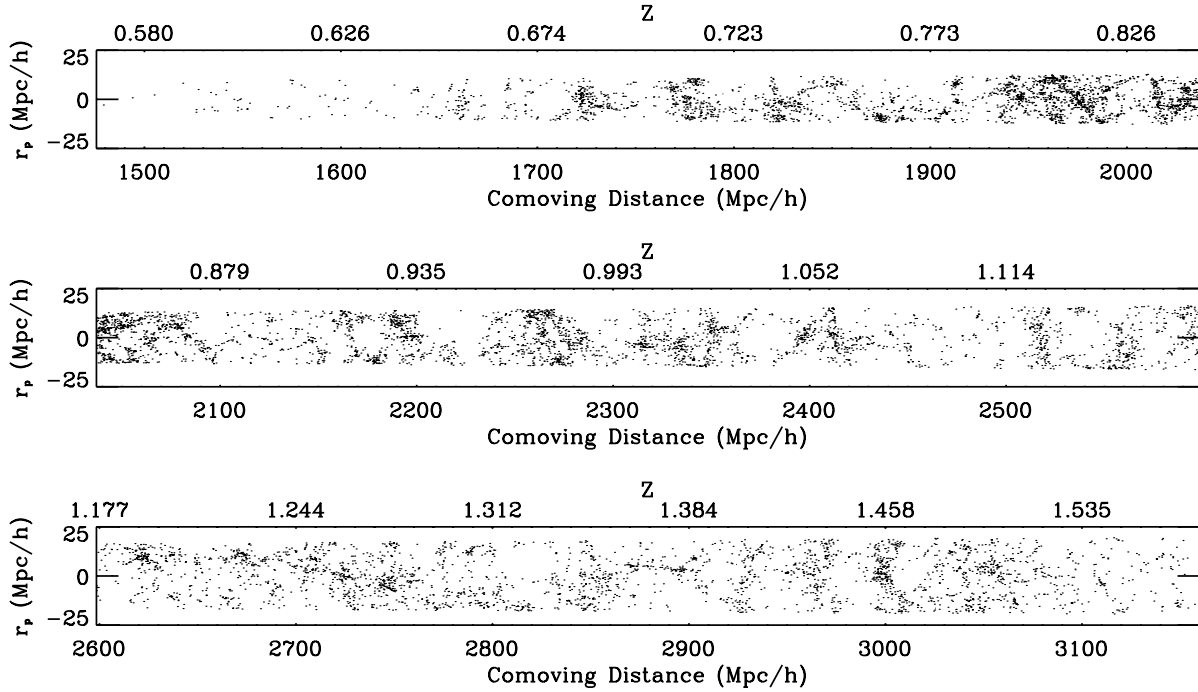 Z
0.580 0.626 0.674 0.723 0.773 0.826
25
0
−25
rp (Mpc/h)
1500 1600 1700 1800 1900 2000
Comoving Distance (Mpc/h)
Z
0.879 0.935 0.993 1.052 1.114
25
0
−25
rp (Mpc/h)
2100 2200 2300 2400 2500
Comoving Distance (Mpc/h)
Z
1.177 1.244 1.312 1.384 1.458 1.535
25
0
−25
rp (Mpc/h)
2600 2700 2800 2900 3000 3100
Comoving Distance (Mpc/h)